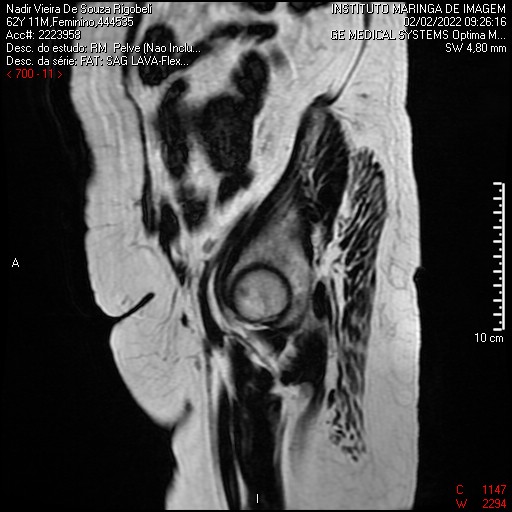 Nadir Vieira De Souza Rigobeli
62Y 11M,Feminino,444535
Acc#: 2223953
Desc. do estudo: RM  Pelve (Nao Inclu...
Desc. da série: FAT: SAG LAVA-Flex...
< 700 - 11 >
INSTITUTO MARINGA DE IMAGEM
02/02/2022 09:26:16
GE MEDICAL SYSTEMS Optima M...
SW 4,80 mm
A
10 cm
I
C 1147
W 2294